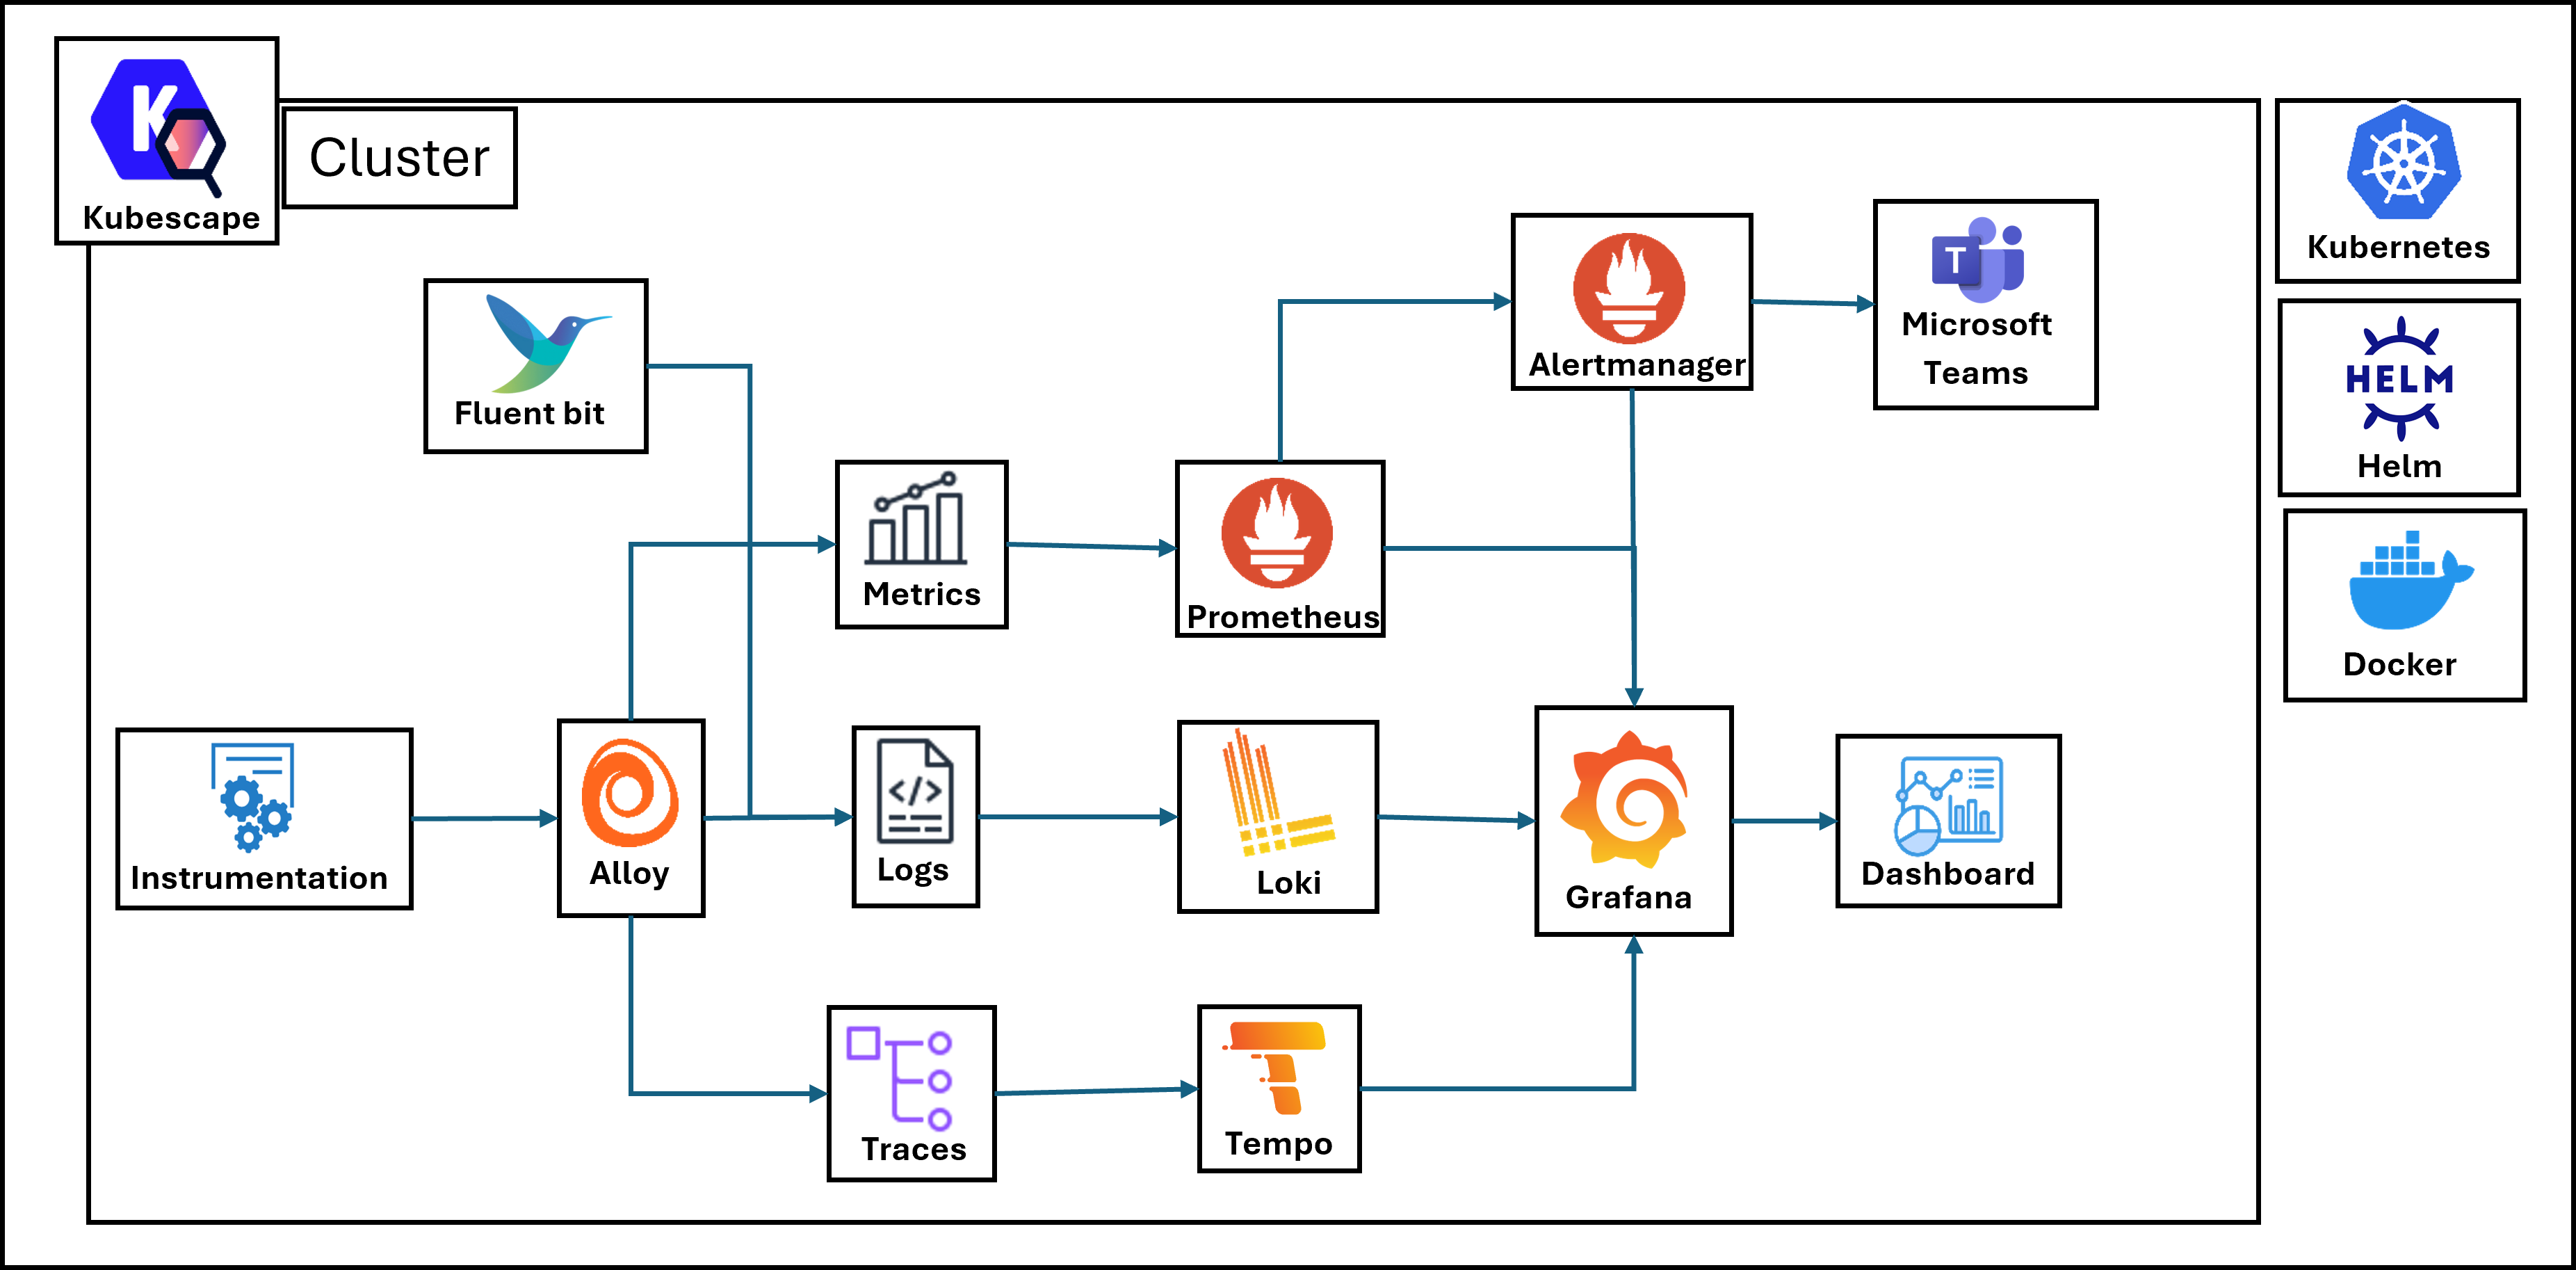 K
Kubescape
Cluster
Kubernetes
T
Microsoft
Teams
Alertmanager
Fluent bit
HELM
Helm
Metrics
Prometheus
Docker
Instrumentation
Alloy
</>
Logs
Loki
Grafana
Dashboard
Traces
Tempo